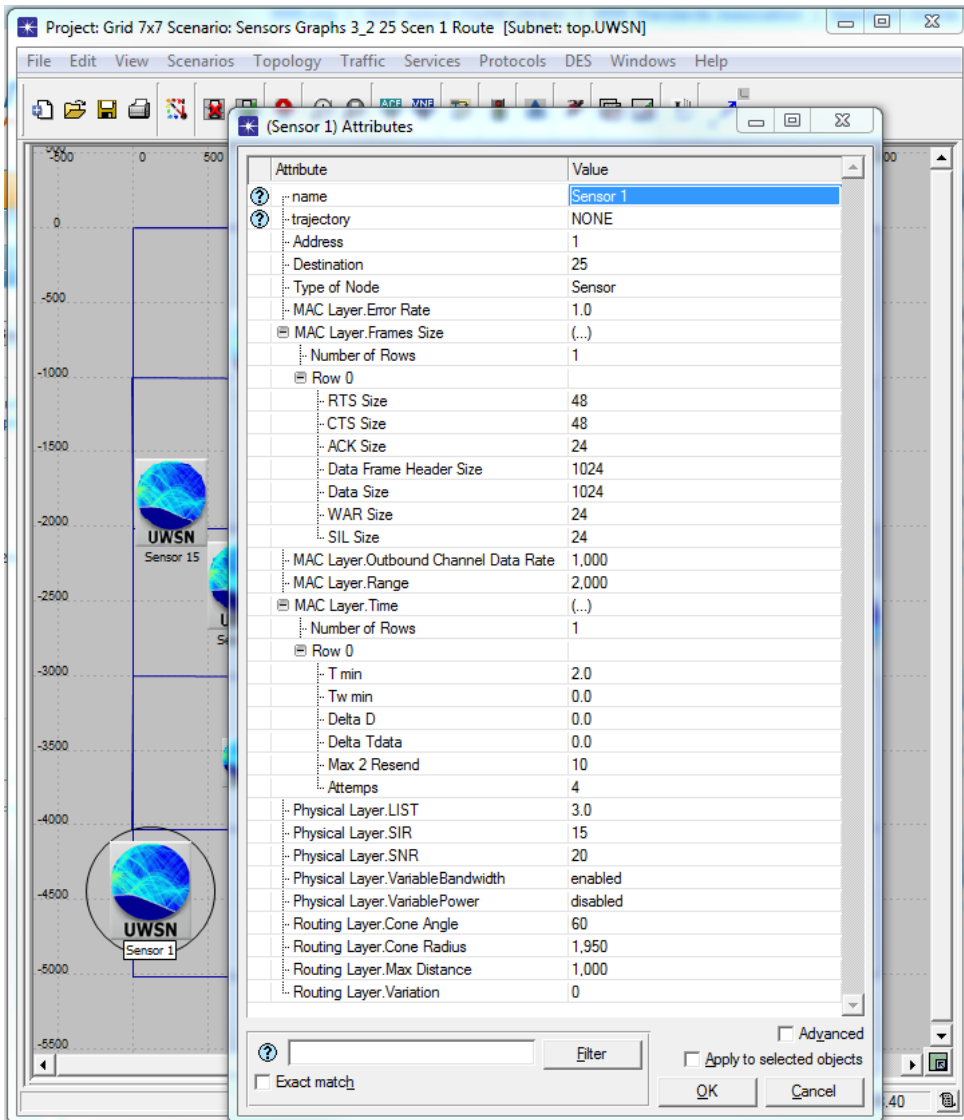 Project: Grid 7x7 Scenario: Sensors Graphs 3_2 25 Scen 1 Route [Subnet: top.UWSN]
File Edit View Scenarios Topology Traffic Services Protocols DES Windows Help
(Sensor 1) Attributes
-500 0 500
Attribute Value
name Sensor 1
trajectory NONE
Address 1
Destination 25
Type of Node Sensor
MAC Layer.Error Rate 1.0
MAC Layer.Frames Size (...)
Number of Rows 1
Row 0
RTS Size 48
CTS Size 48
ACK Size 24
Data Frame Header Size 1024
Data Size 1024
WAR Size 24
SIL Size 24
MAC Layer.Outbound Channel Data Rate 1,000
MAC Layer.Range 2,000
MAC Layer.Time (...)
Number of Rows 1
Row 0
T min 2.0
Tw min 0.0
Delta D 0.0
Delta Tdata 0.0
Max 2 Resend 10
Attemps 4
Physical Layer.LIST 3.0
Physical Layer.SIR 15
Physical Layer.SNR 20
Physical Layer.VariableBandwidth enabled
Physical Layer.VariablePower disabled
Routing Layer.Cone Angle 60
Routing Layer.Cone Radius 1,950
Routing Layer.Max Distance 1,000
Routing Layer.Variation 0
Advanced
Filter
Apply to selected objects
Exact match
OK Cancel
0
-500
-1000
-1500
-2000
-2500
-3000
-3500
-4000
-4500
-5000
-5500
UWSN
Sensor 15
UWSN
Sensor 1
.40